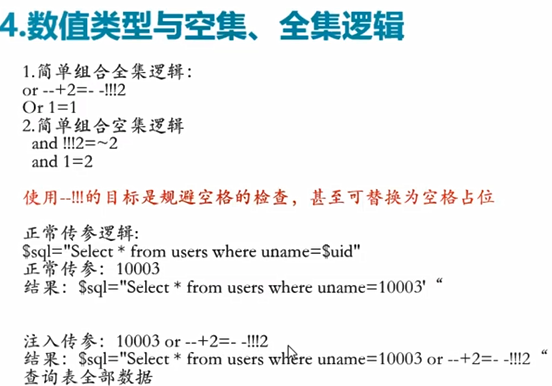 4.数值类型与空集、全集逻辑
1.简单组合全集逻辑：
or --+2=- -!!!2
Or 1=1
2.简单组合空集逻辑
and !!!2=~2
and 1=2
使用--!!!的目标是规避空格的检查，甚至可替换为空格占位
正常传参逻辑:
$sql="Select * from users where uname=$uid"
正常传参：10003
结果：$sql="Select * from users where uname=10003' “
注入传参：10003 or --+2=- -!!!2
结果：$sql="Select * from users where uname=10003 or --+2=- -!!!2 “
查询表全部数据